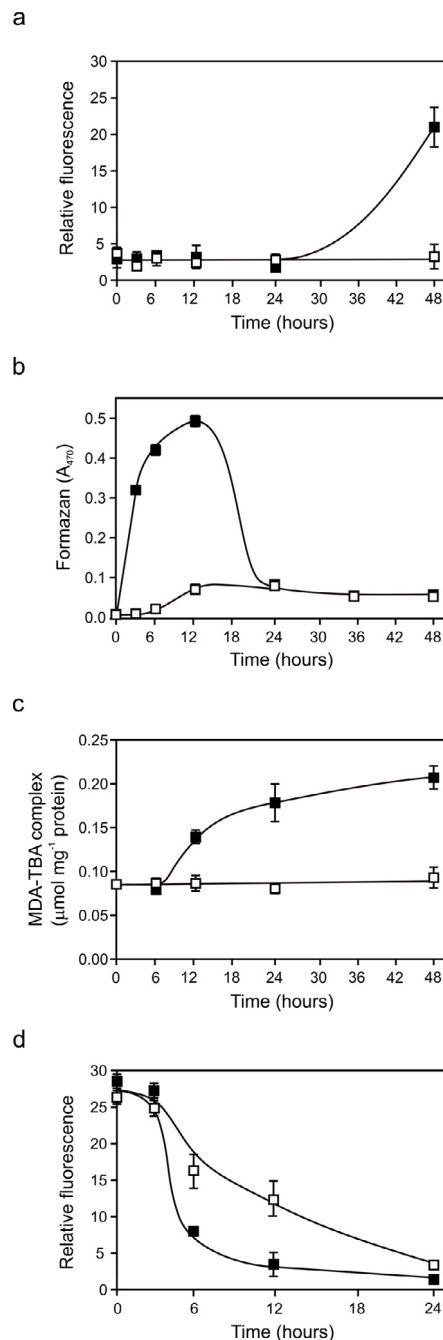 a
30
25
20
15
10
5
0
Relative fluorescence
0 6 12 18 24 30 36 42 48
Time (hours)
b
0.5
0.4
0.3
0.2
0.1
0.0
Formazan (A₄₇₀)
0 6 12 18 24 30 36 42 48
Time (hours)
c
0.25
0.20
0.15
0.10
0.05
0.00
MDA-TBA complex
(μmol mg⁻¹ protein)
0 6 12 18 24 30 36 42 48
Time (hours)
d
30
25
20
15
10
5
0
Relative fluorescence
0 6 12 24
Time (hours)